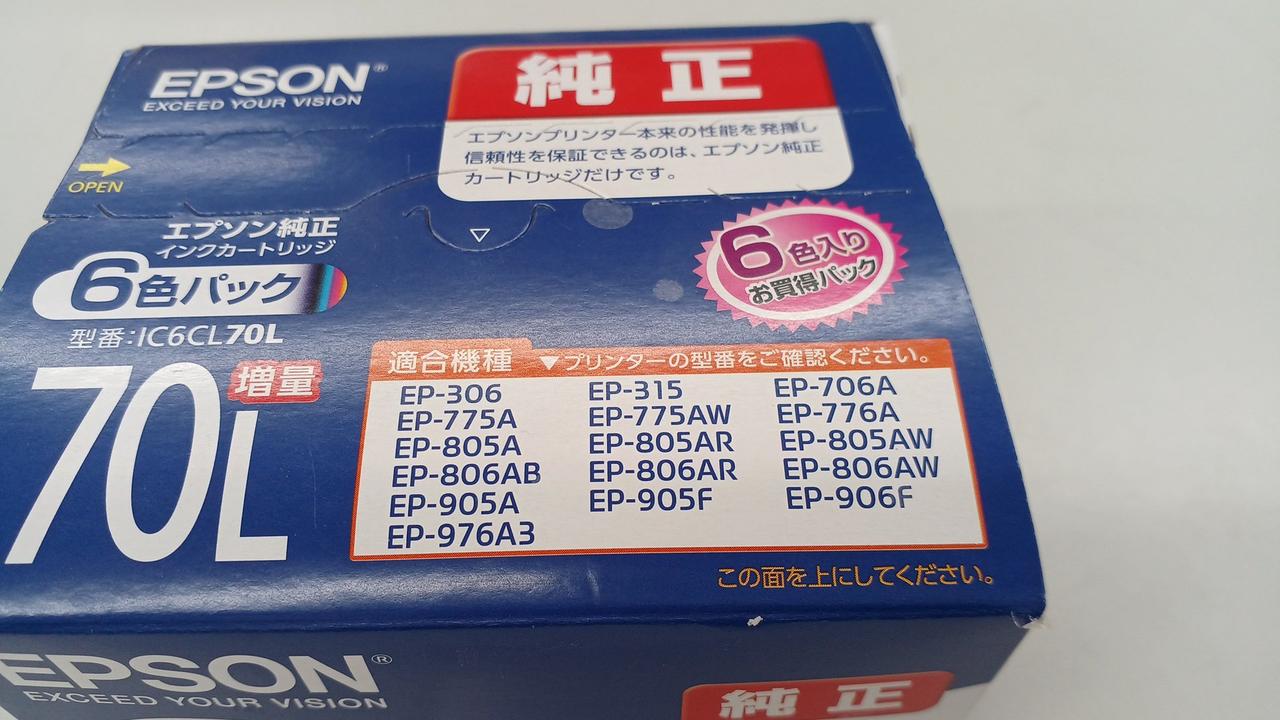 EPSON®
EXCEED YOUR VISION
純正
エプソンプリンター本来の性能を発揮し
信頼性を保証できるのは、エプソン純正
カートリッジだけです。
OPEN
エプソン純正
インクカートリッジ
6色パック
型番:IC6CL70L
70L 増量
6色入り
お買得パック
適合機種 ▼プリンターの型番をご確認ください。
EP-306 EP-315 EP-706A
EP-775A EP-775AW EP-776A
EP-805A EP-805AR EP-805AW
EP-806AB EP-806AR EP-806AW
EP-905A EP-905F EP-906F
EP-976A3
この面を上にしてください。
EPSON®
EXCEED YOUR VISION
純正